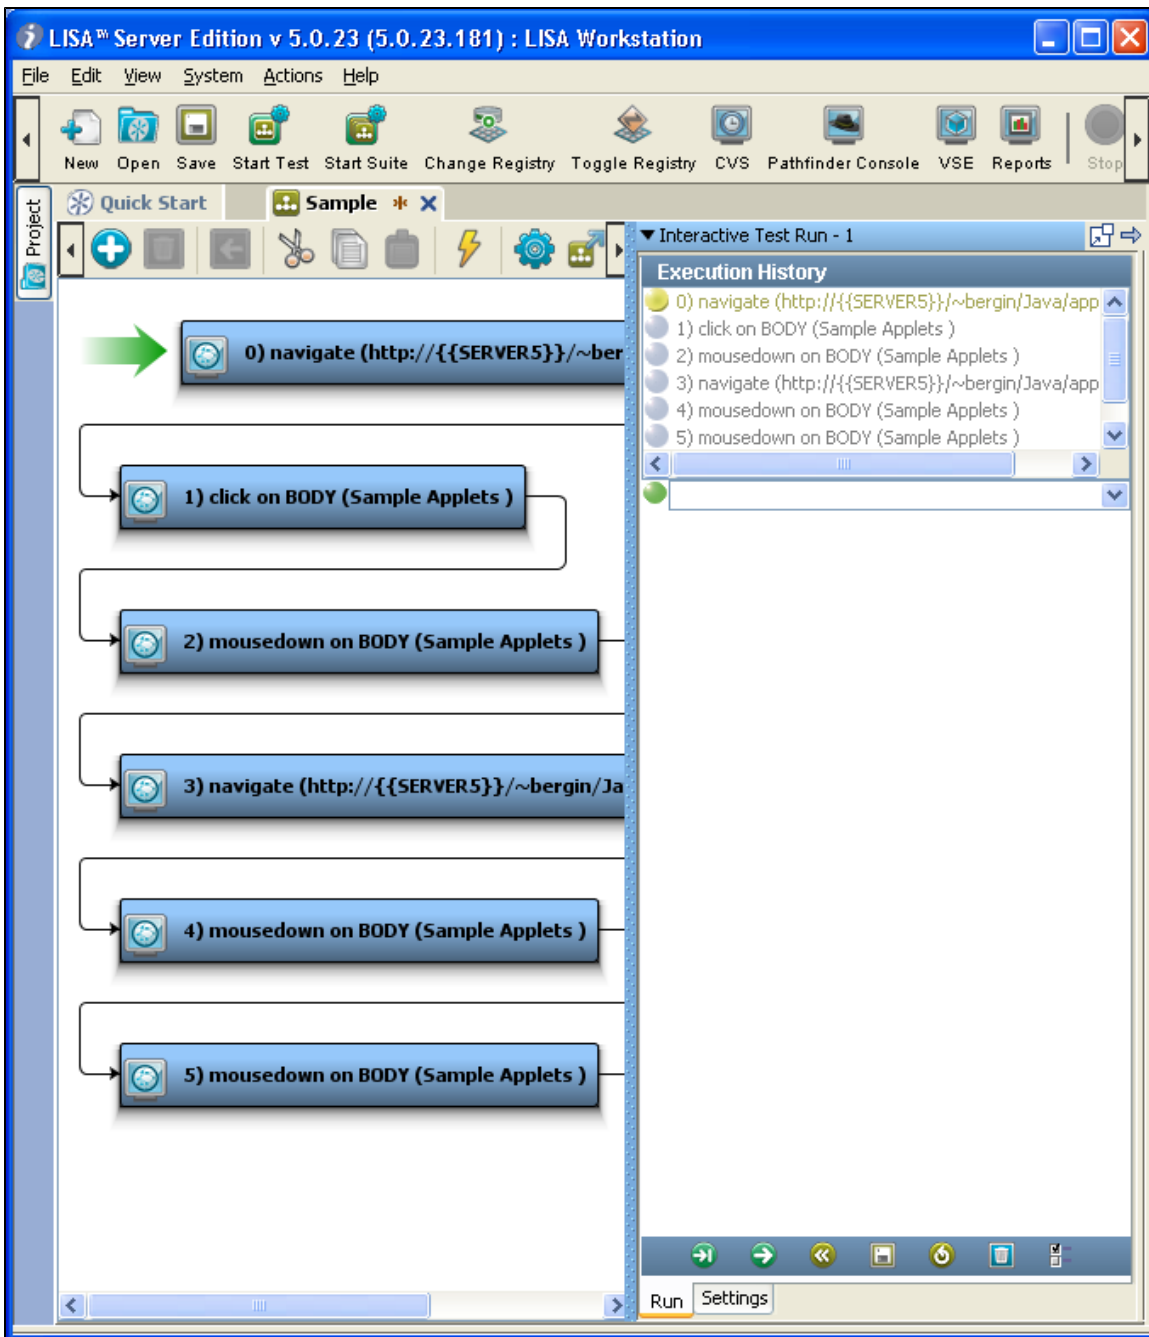 LISA™ Server Edition v 5.0.23 (5.0.23.181) : LISA Workstation
File Edit View System Actions Help
New Open Save Start Test Start Suite Change Registry Toggle Registry CVS Pathfinder Console VSE Reports Stop
Project
Quick Start Sample
Interactive Test Run - 1
Execution History
0) navigate (http://{{SERVER5}}/~bergin/Java/app
1) click on BODY (Sample Applets )
2) mousedown on BODY (Sample Applets )
3) navigate (http://{{SERVER5}}/~bergin/Java/app
4) mousedown on BODY (Sample Applets )
5) mousedown on BODY (Sample Applets )
0) navigate (http://{{SERVER5}}/~ber
1) click on BODY (Sample Applets )
2) mousedown on BODY (Sample Applets )
3) navigate (http://{{SERVER5}}/~bergin/Ja
4) mousedown on BODY (Sample Applets )
5) mousedown on BODY (Sample Applets )
Run Settings